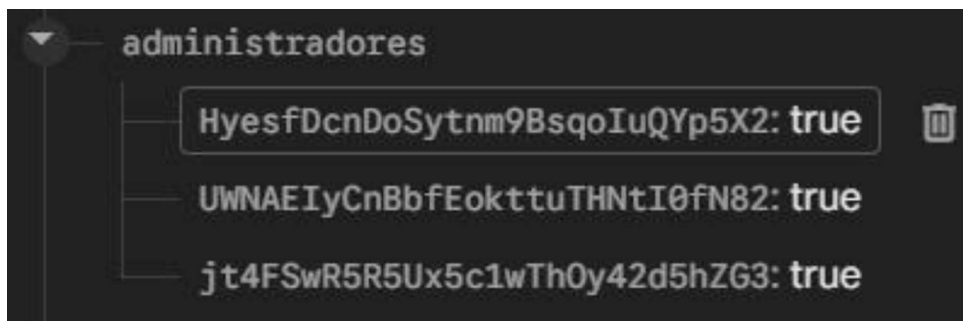 administradores
HyesfDcnDoSytnm9BsqoIuQYp5X2: true
UWNAEIyCnBbfEokttuTHNtI0fN82: true
jt4FSwR5R5Ux5c1wThOy42d5hZG3: true